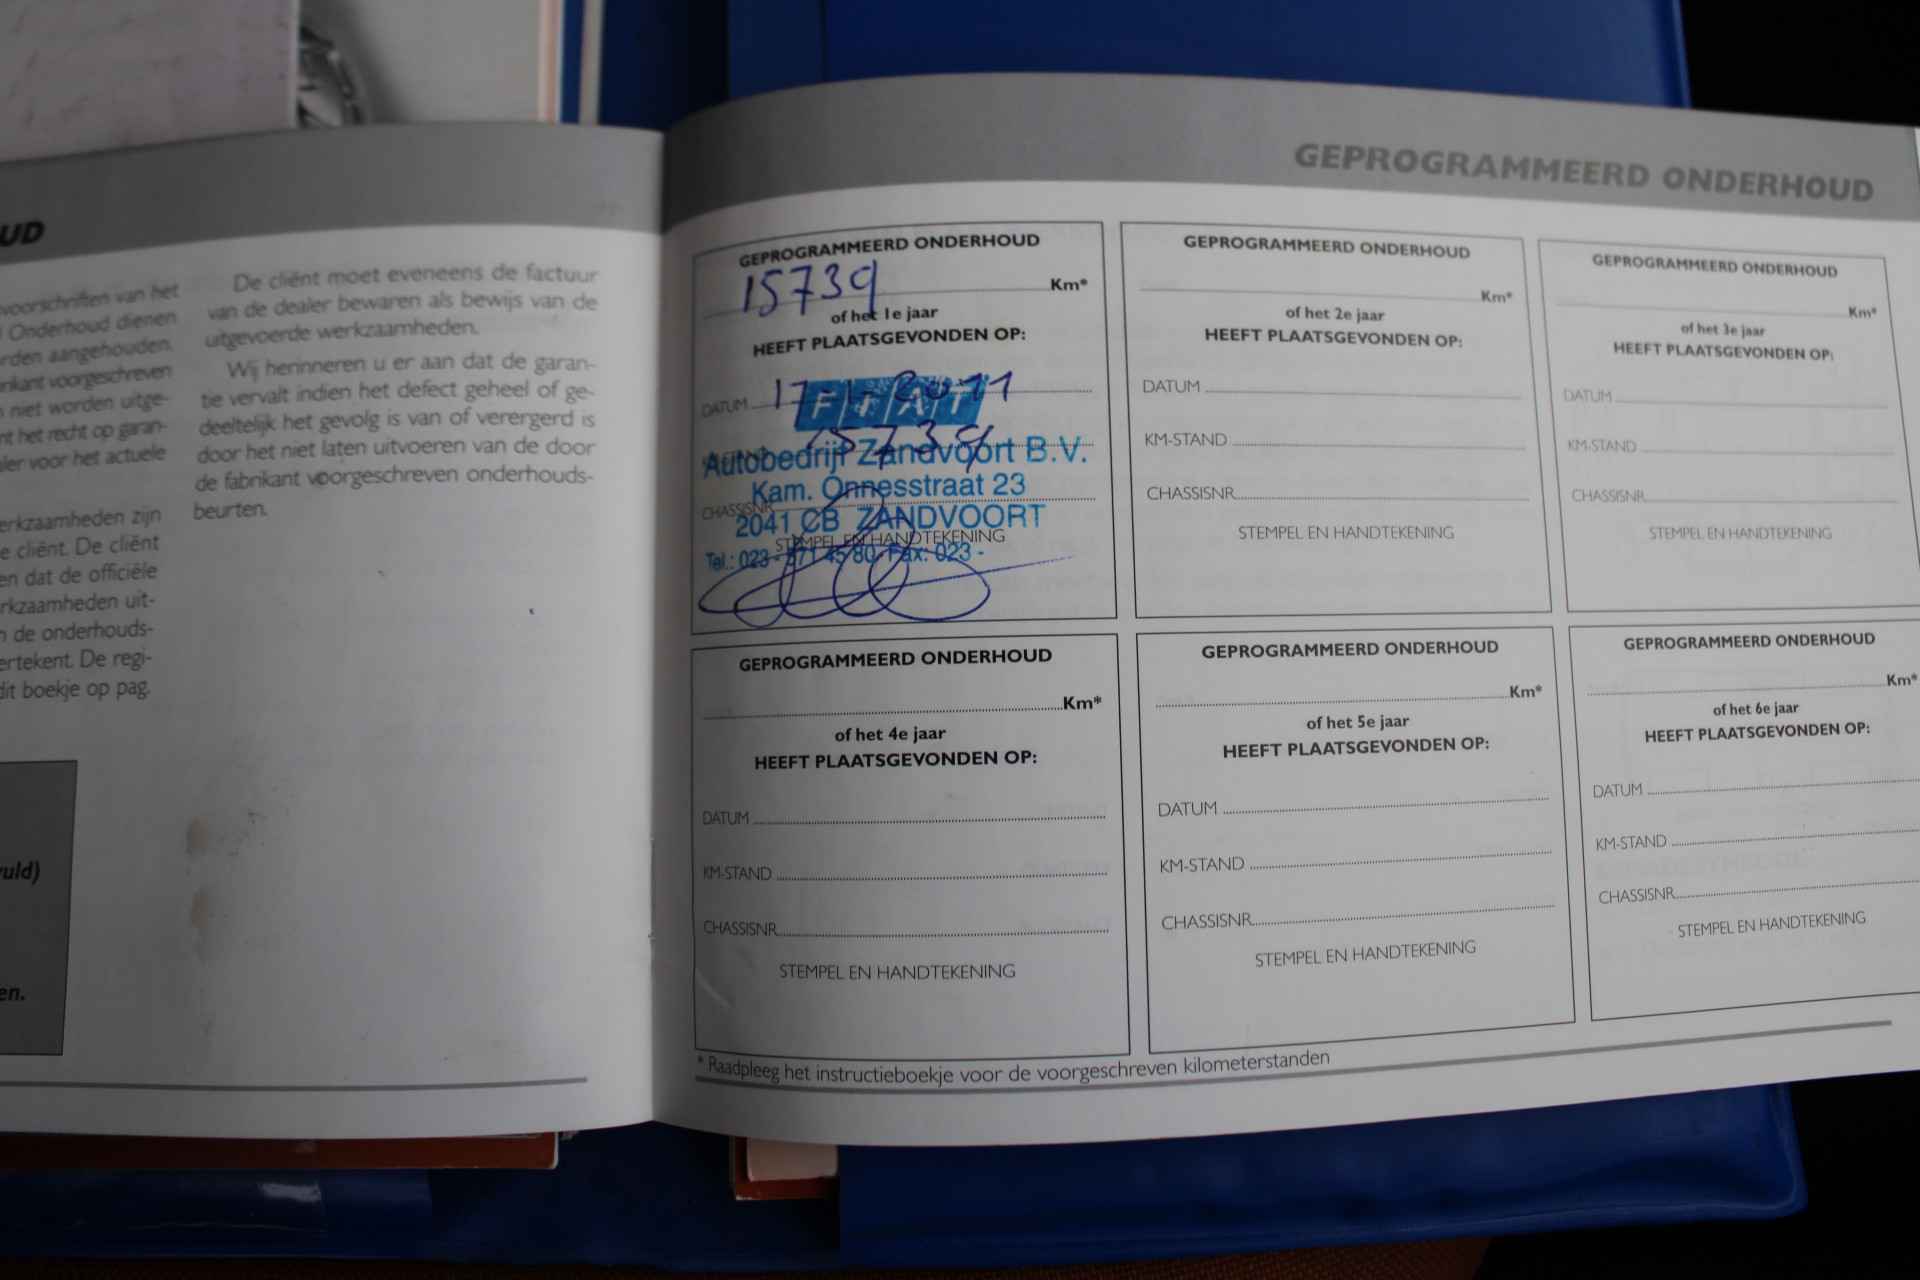 UD
voorschriften van het
Onderhoud dienen
rden aangehouden.
rikant voorgeschreven
niet worden uitge-
nt het recht op garan-
ler voor het actuele
erkzaamheden zijn
e cliënt. De cliënt
en dat de officiële
rkzaamheden uit-
n de onderhouds-
ertekent. De regi-
dit boekje op pag.
uld)
en.
De cliënt moet eveneens de factuur
van de dealer bewaren als bewijs van de
uitgevoerde werkzaamheden.
Wij herinneren u er aan dat de garan-
tie vervalt indien het defect geheel of ge-
deeltelijk het gevolg is van of verergerd is
door het niet laten uitvoeren van de door
de fabrikant voorgeschreven onderhouds-
beurten.
GEPROGRAMMEERD ONDERHOUD
GEPROGRAMMEERD ONDERHOUD
15739 Km*
of het 1e jaar
HEEFT PLAATSGEVONDEN OP:
DATUM 17-1-2011
FIAT
15739
Autobedrijf Zandvoort B.V.
Kam. Onnesstraat 23
CHASSISNR
2041 CB ZANDVOORT
STEMPEL EN HANDTEKENING
Tel.: 023 - 571 45 80, Fax: 023 -
GEPROGRAMMEERD ONDERHOUD
Km*
of het 2e jaar
HEEFT PLAATSGEVONDEN OP:
DATUM
KM-STAND
CHASSISNR
STEMPEL EN HANDTEKENING
GEPROGRAMMEERD ONDERHOUD
Km*
of het 3e jaar
HEEFT PLAATSGEVONDEN OP:
DATUM
KM-STAND
CHASSISNR
STEMPEL EN HANDTEKENING
GEPROGRAMMEERD ONDERHOUD
Km*
of het 4e jaar
HEEFT PLAATSGEVONDEN OP:
DATUM
KM-STAND
CHASSISNR
STEMPEL EN HANDTEKENING
GEPROGRAMMEERD ONDERHOUD
Km*
of het 5e jaar
HEEFT PLAATSGEVONDEN OP:
DATUM
KM-STAND
CHASSISNR
STEMPEL EN HANDTEKENING
GEPROGRAMMEERD ONDERHOUD
Km*
of het 6e jaar
HEEFT PLAATSGEVONDEN OP:
DATUM
KM-STAND
CHASSISNR
STEMPEL EN HANDTEKENING
* Raadpleeg het instructieboekje voor de voorgeschreven kilometerstanden